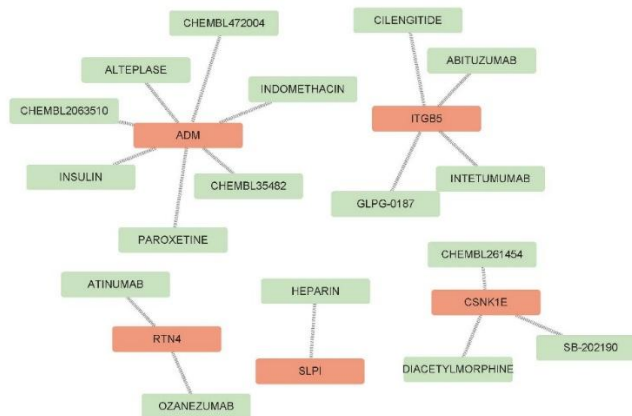 CHEMBL472004
CILENGITIDE
ALTEPLASE
ABITUZUMAB
INDOMETHACIN
CHEMBL2063510
ADM
ITGB5
INSULIN
CHEMBL35482
INTETUMUMAB
GLPG-0187
PAROXETINE
CHEMBL261454
ATINUMAB
HEPARIN
CSNK1E
RTN4
SB-202190
SLPI
DIACETYLMORPHINE
OZANEZUMAB